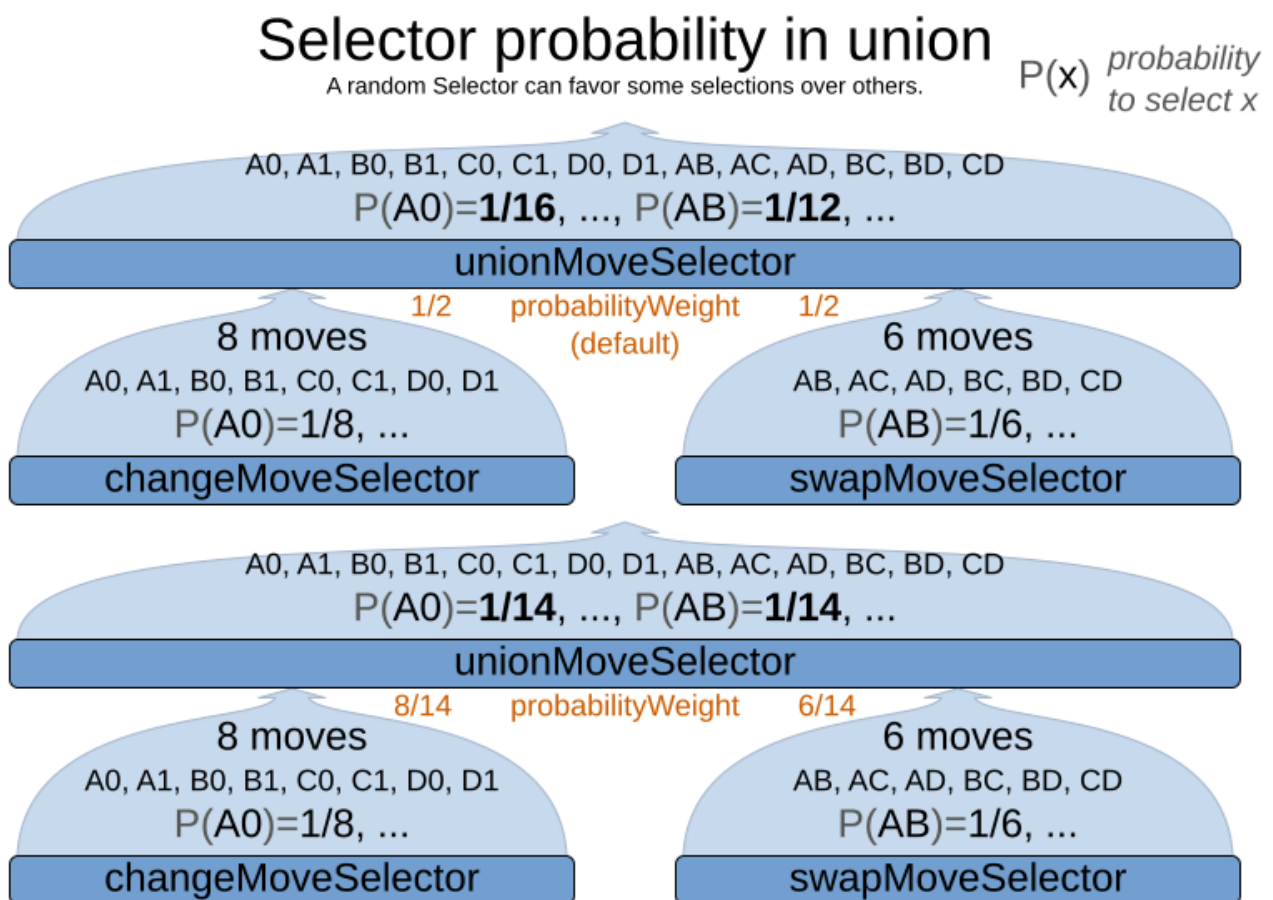 Selector probability in union
A random Selector can favor some selections over others.
P(x) probability
to select x
A0, A1, B0, B1, C0, C1, D0, D1, AB, AC, AD, BC, BD, CD
P(A0)=1/16, ..., P(AB)=1/12, ...
unionMoveSelector
1/2 probabilityWeight 1/2
(default)
8 moves
A0, A1, B0, B1, C0, C1, D0, D1
P(A0)=1/8, ...
changeMoveSelector
6 moves
AB, AC, AD, BC, BD, CD
P(AB)=1/6, ...
swapMoveSelector
A0, A1, B0, B1, C0, C1, D0, D1, AB, AC, AD, BC, BD, CD
P(A0)=1/14, ..., P(AB)=1/14, ...
unionMoveSelector
8/14 probabilityWeight 6/14
8 moves
A0, A1, B0, B1, C0, C1, D0, D1
P(A0)=1/8, ...
changeMoveSelector
6 moves
AB, AC, AD, BC, BD, CD
P(AB)=1/6, ...
swapMoveSelector